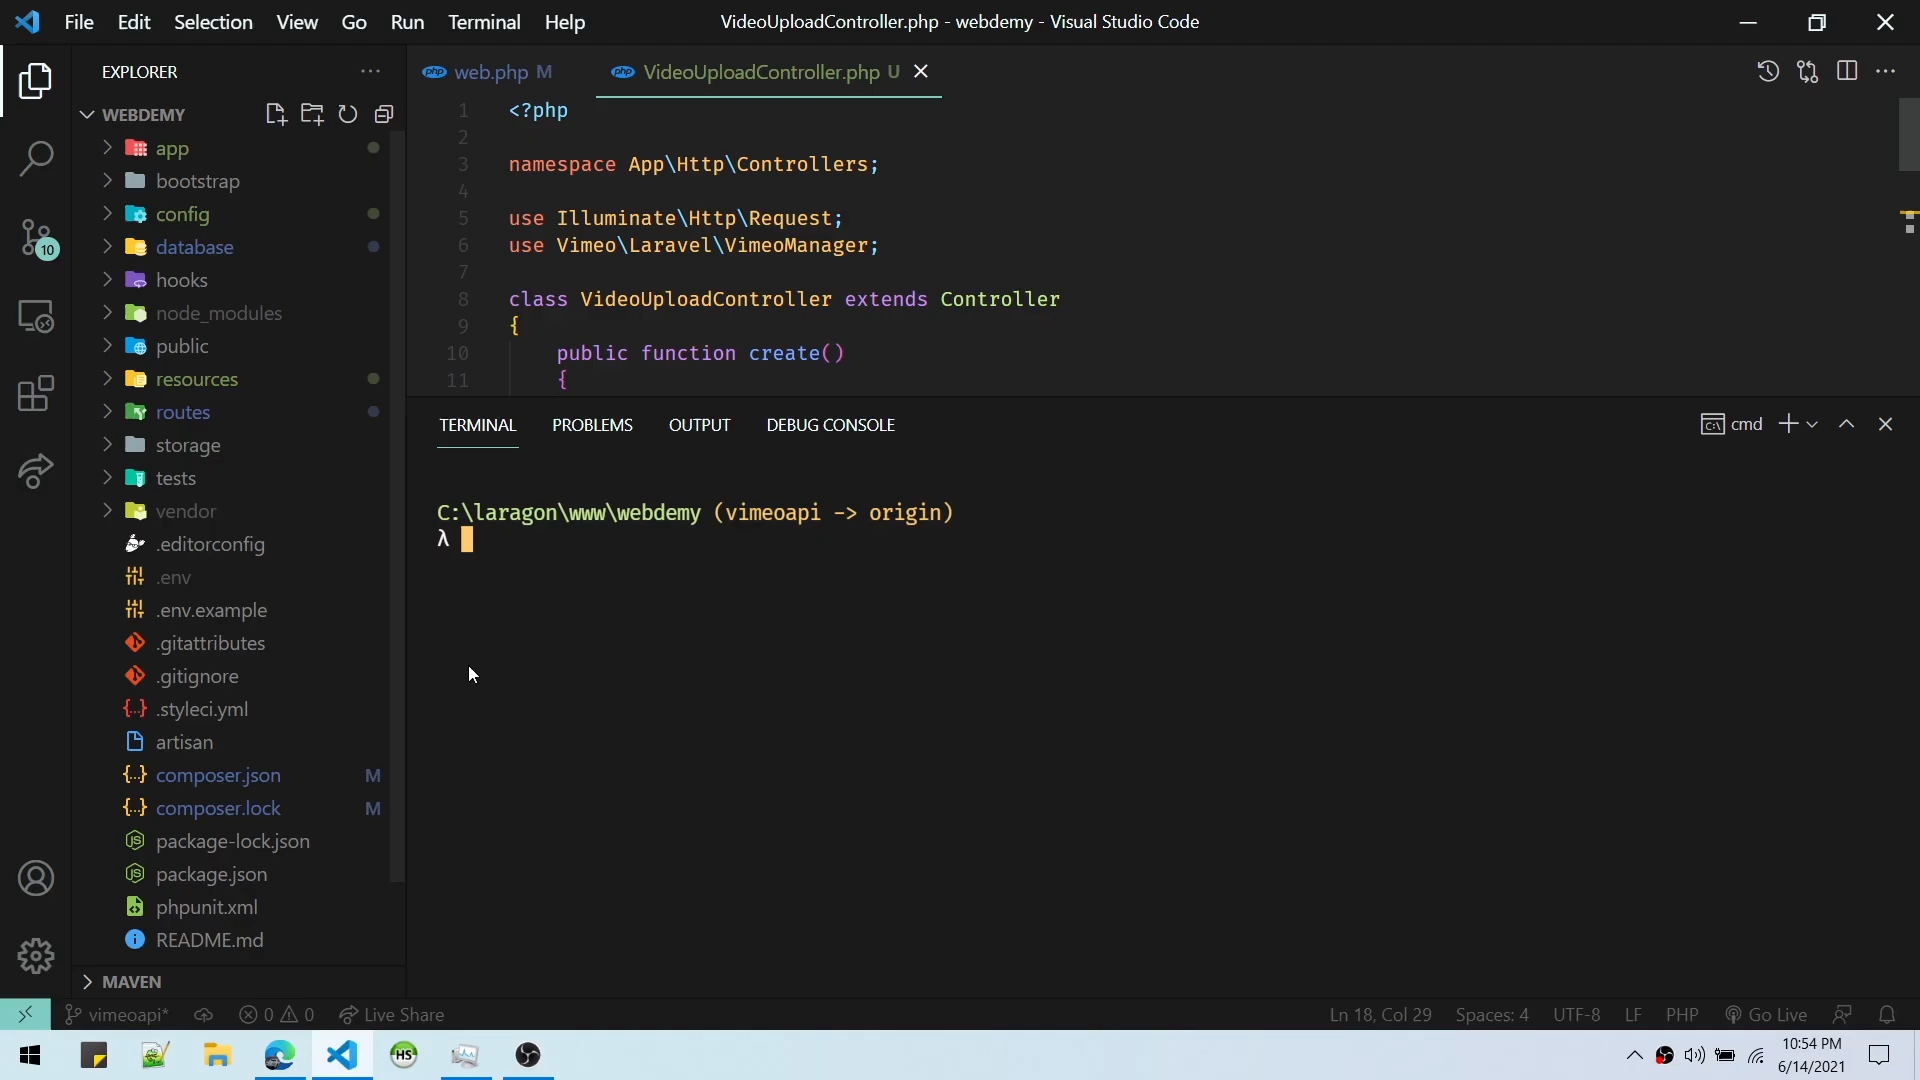 File Edit Selection View Go Run Terminal Help
VideoUploadController.php - webdemy - Visual Studio Code
EXPLORER
WEBDEMY
app
bootstrap
config
database
hooks
node_modules
public
resources
routes
storage
tests
vendor
.editorconfig
.env
.env.example
.gitattributes
.gitignore
.styleci.yml
artisan
composer.json M
composer.lock M
package-lock.json
package.json
phpunit.xml
README.md
MAVEN
10
php web.php M
php VideoUploadController.php U
1 <?php
2
3 namespace App\Http\Controllers;
4
5 use Illuminate\Http\Request;
6 use Vimeo\Laravel\VimeoManager;
7
8 class VideoUploadController extends Controller
9 {
10 public function create()
11 {
TERMINAL PROBLEMS OUTPUT DEBUG CONSOLE
cmd
C:\laragon\www\webdemy (vimeoapi -> origin)
λ
vimeoapi* 0 0 Live Share
Ln 18, Col 29 Spaces: 4 UTF-8 LF PHP Go Live
HS
10:54 PM
6/14/2021